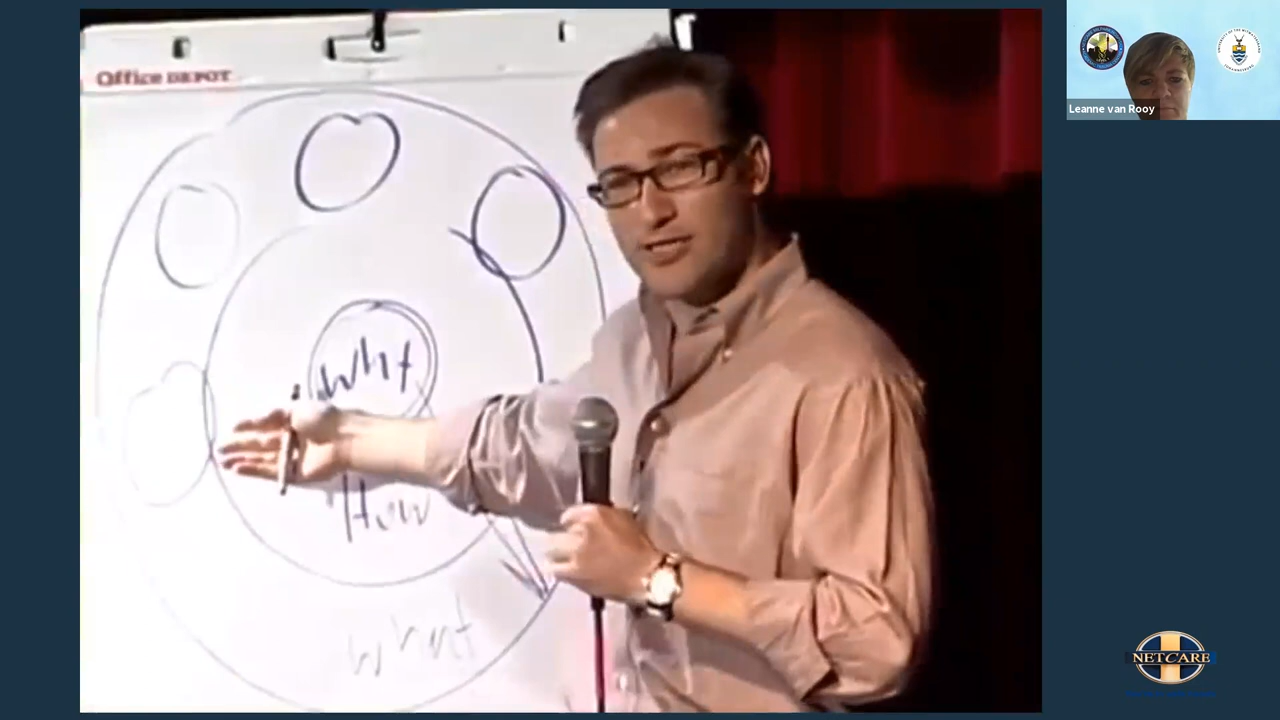 Office DEPOT
Why
How
What
Leanne van Rooy
NETCARE